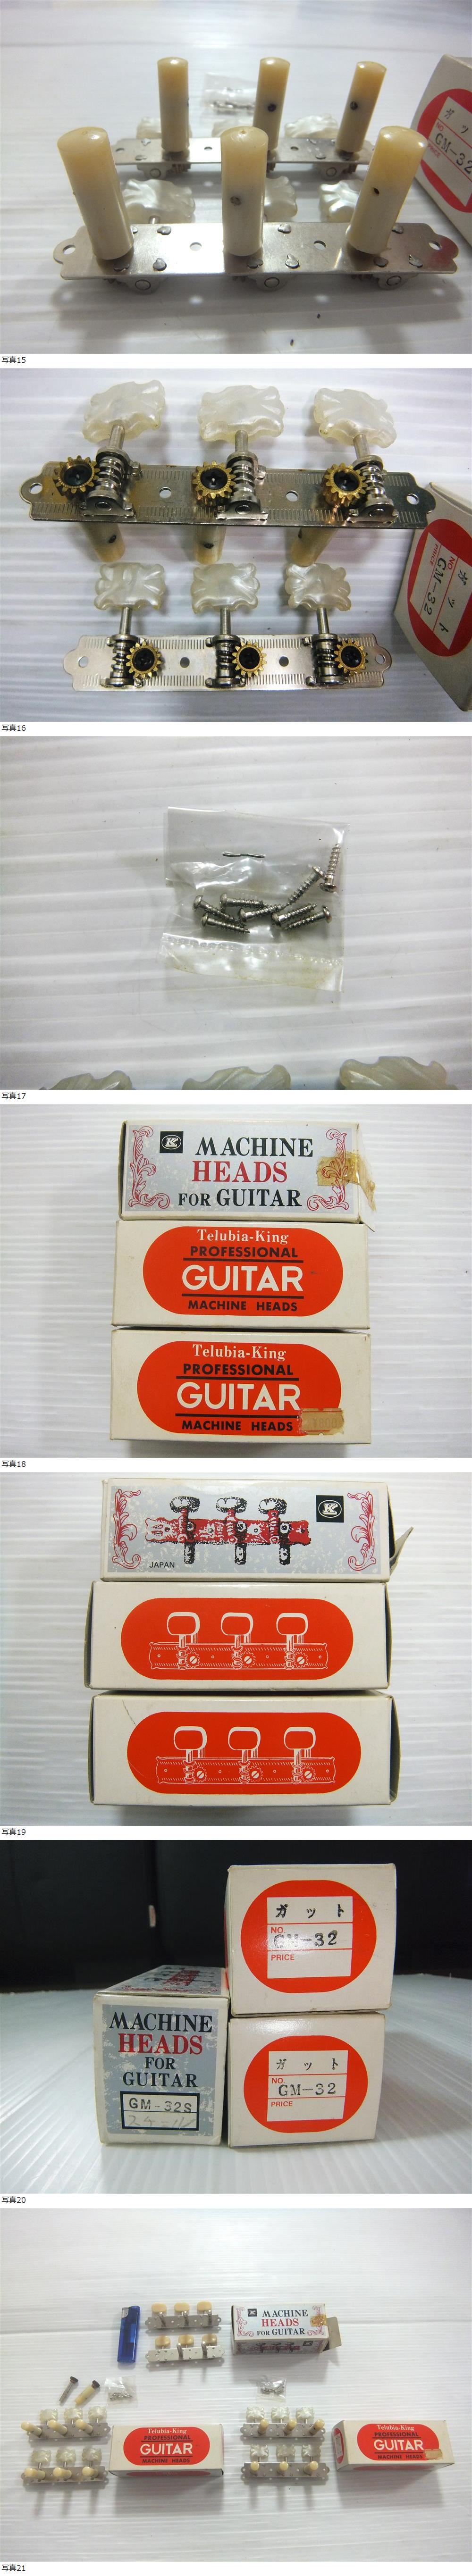 ガッ
NO.
GM-32
PRICE
写真15
ガット
NO.
GM-32
PRICE
写真16
写真17
K
MACHINE
HEADS
FOR GUITAR
Telubia-King
PROFESSIONAL
GUITAR
MACHINE HEADS
Telubia-King
PROFESSIONAL
GUITAR
MACHINE HEADS
写真18
K
JAPAN
写真19
ガット
NO.
GM-32
PRICE
MACHINE
HEADS
FOR
GUITAR
GM-32S
ガット
NO.
GM-32
PRICE
写真20
K
MACHINE
HEADS
FOR GUITAR
Telubia-King
PROFESSIONAL
GUITAR
MACHINE HEADS
Telubia-King
PROFESSIONAL
GUITAR
MACHINE HEADS
写真21